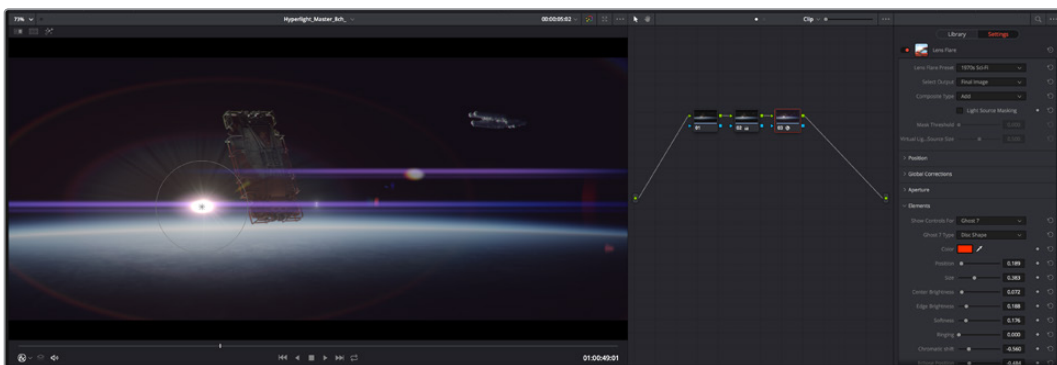 73%
Hyperlight_Master_8ch_
00:00:05:02
Clip
Library
Settings
Lens Flare
Lens Flare Preset 1970s Sci-Fi
Select Output Final Image
Composite Type Add
Light Source Masking
Mask Threshold
Virtual Lig...Source Size
Position
Global Corrections
Aperture
Elements
Show Controls For Ghost 7
Ghost 7 Type Disc Shape
Color
Position 0.189
Size 0.383
Center Brightness 0.072
Edge Brightness 0.188
Softness 0.176
Ringing 0.000
Chromatic Shift -0.560
01
02
03
01:00:49:01